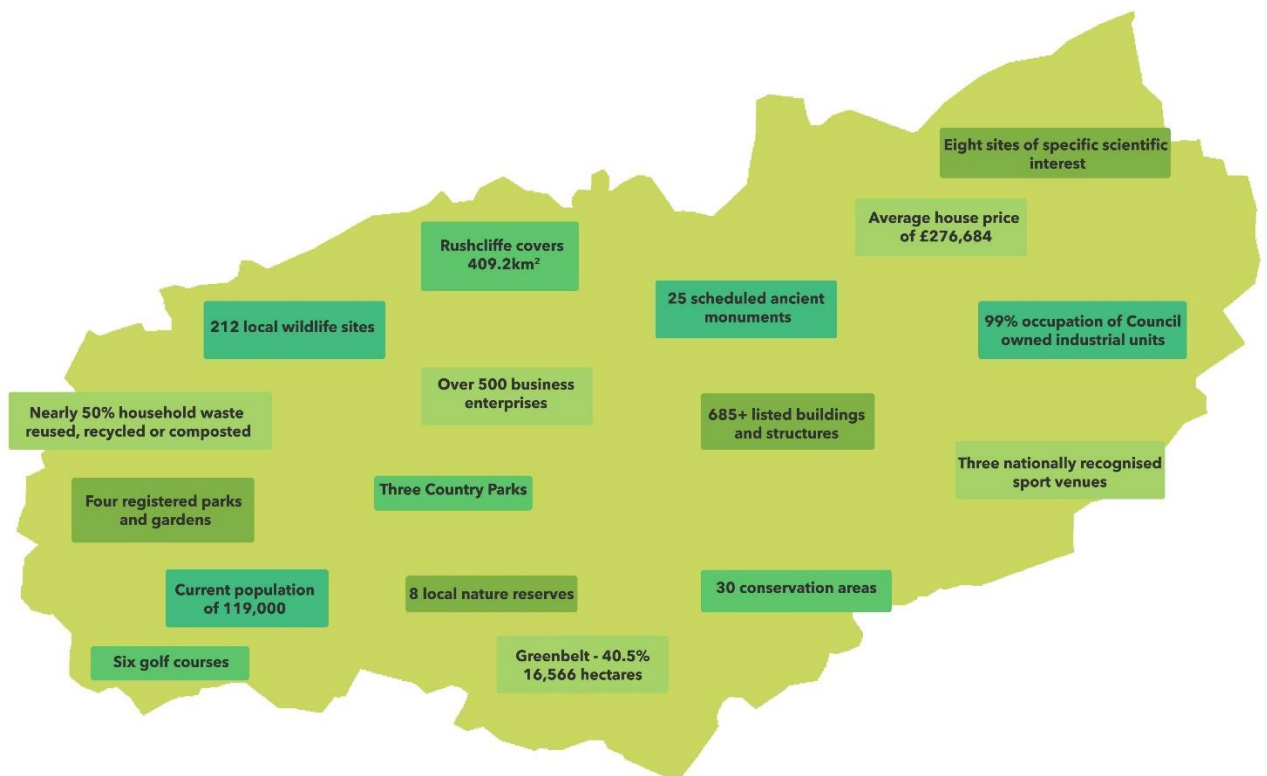 Eight sites of specific scientific
interest
Average house price
of £276,684
Rushcliffe covers
409.2km²
25 scheduled ancient
monuments
212 local wildlife sites
99% occupation of Council
owned industrial units
Over 500 business
enterprises
Nearly 50% household waste
reused, recycled or composted
685+ listed buildings
and structures
Three nationally recognised
sport venues
Three Country Parks
Four registered parks
and gardens
Current population
of 119,000
8 local nature reserves
30 conservation areas
Six golf courses
Greenbelt - 40.5%
16,566 hectares